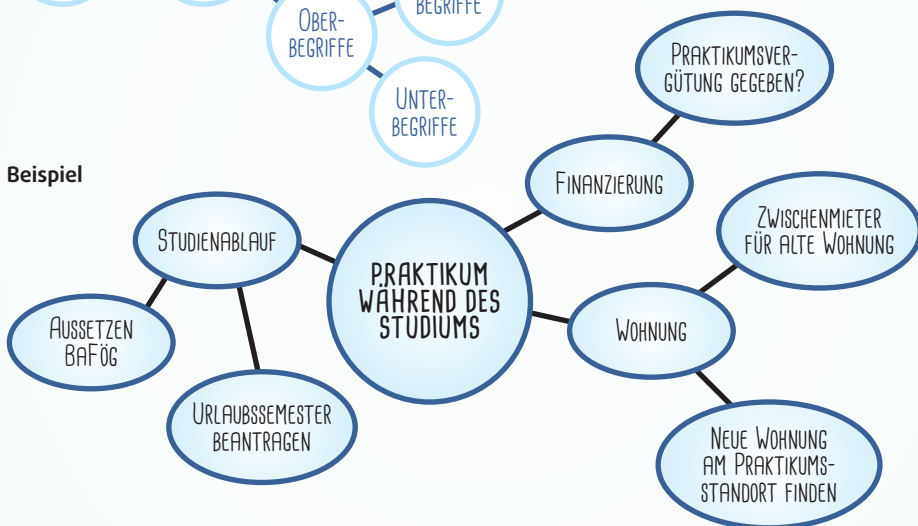 BEGRIFFE
OBER-
BEGRIFFE
UNTER-
BEGRIFFE
Beispiel
PRAKTIKUMSVER-
GÜTUNG GEGEBEN?
FINANZIERUNG
ZWISCHENMIETER
FÜR ALTE WOHNUNG
STUDIENABLAUF
PRAKTIKUM
WÄHREND DES
STUDIUMS
AUSSETZEN
BAFÖG
WOHNUNG
URLAUBSSEMESTER
BEANTRAGEN
NEUE WOHNUNG
AM PRAKTIKUMS-
STANDORT FINDEN